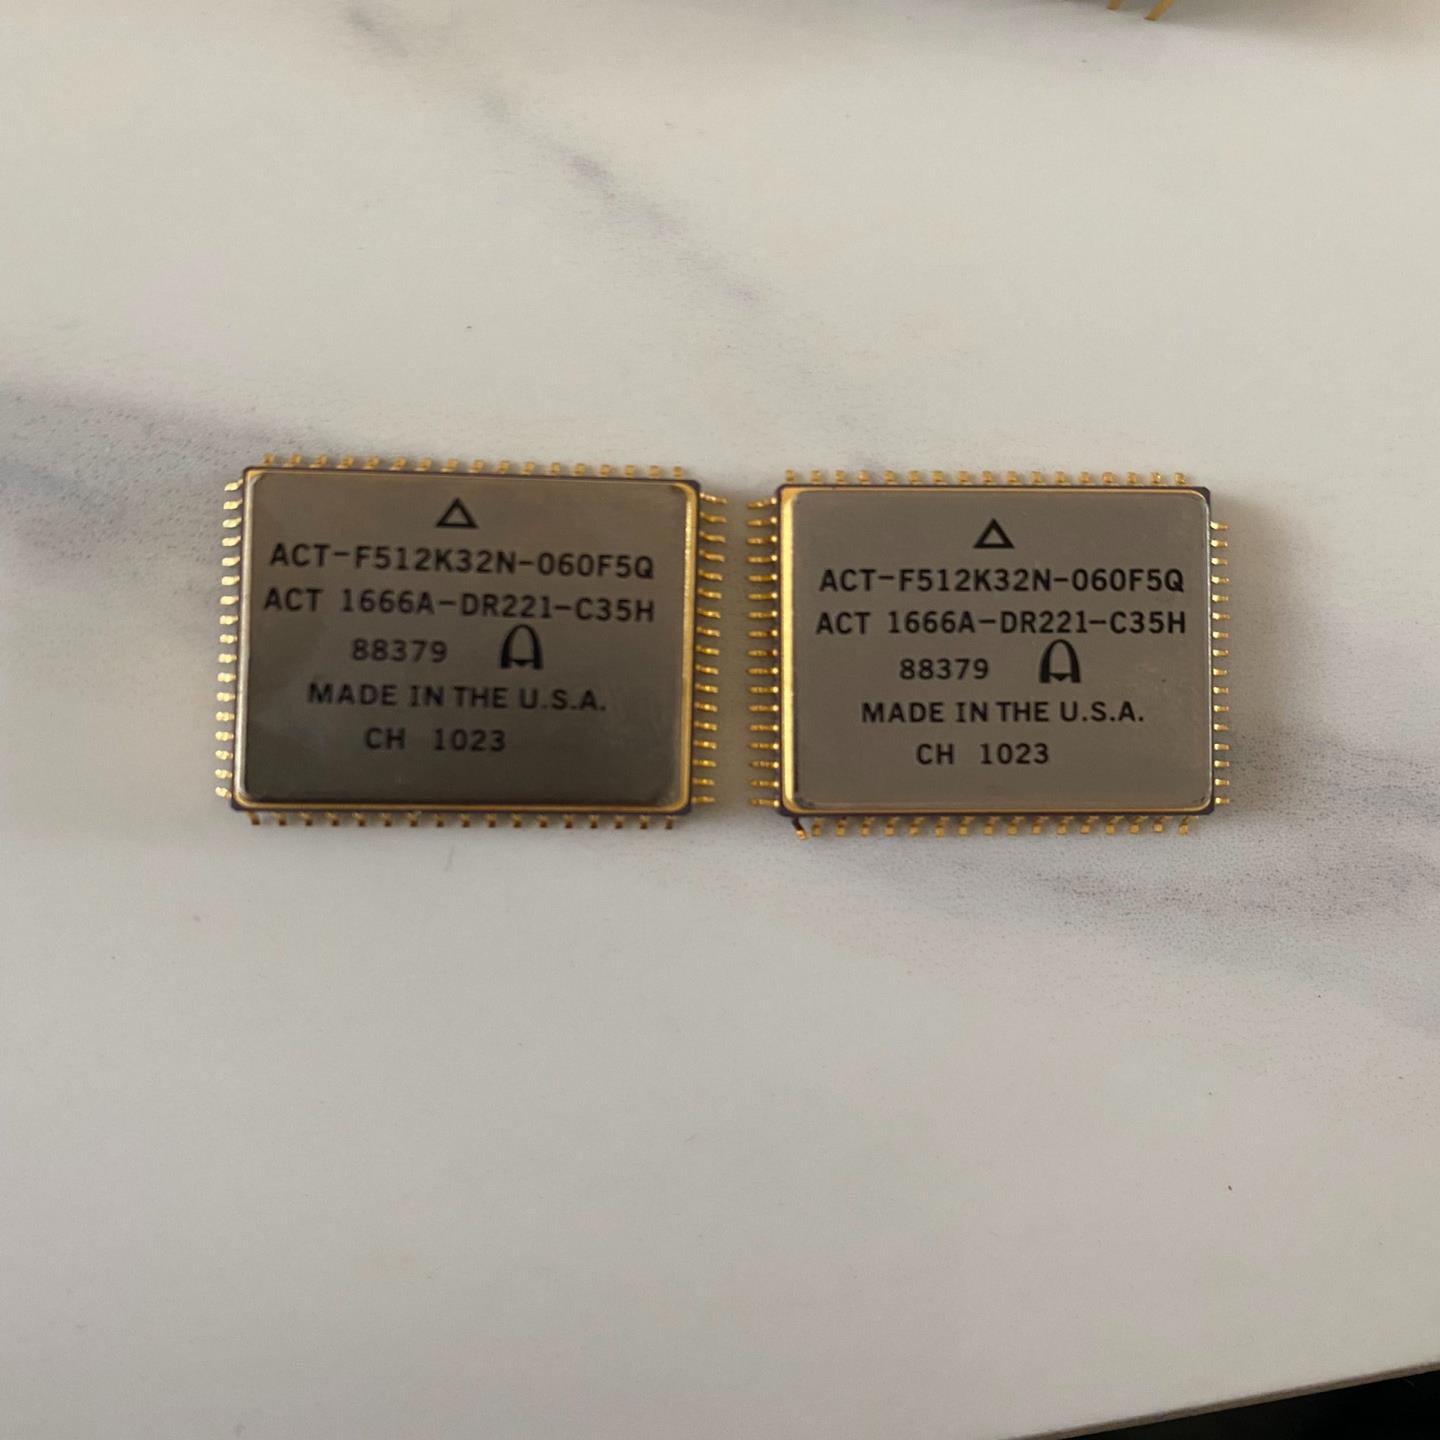 ACT-F512K32N-060F5Q
ACT 1666A-DR221-C35H
88379
MADE IN THE U.S.A.
CH 1023
ACT-F512K32N-060F5Q
ACT 1666A-DR221-C35H
88379
MADE IN THE U.S.A.
CH 1023